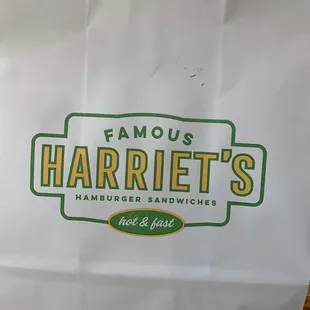 FAMOUS
HARRIET'S
HAMBURGER SANDWICHES
hot & fast